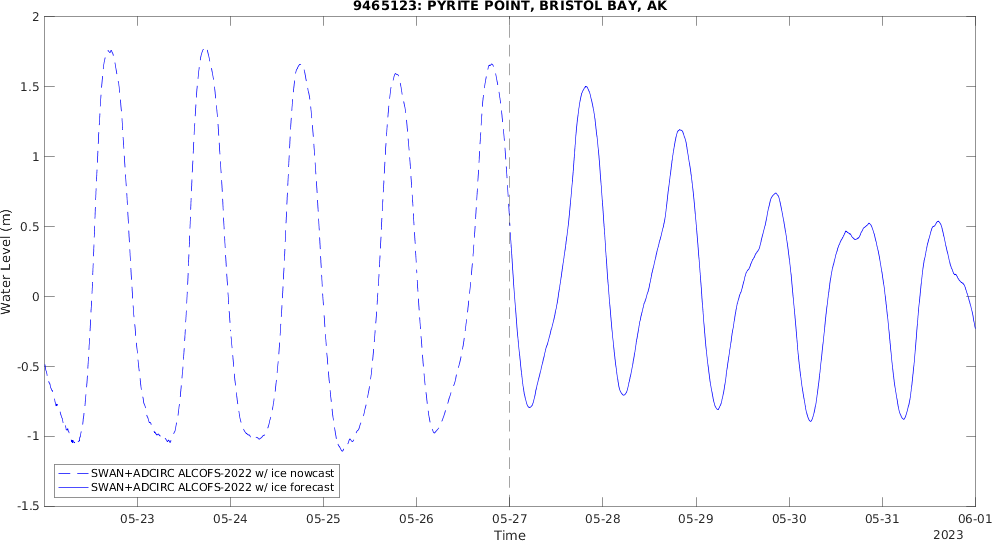 9465123: PYRITE POINT, BRISTOL BAY, AK
2
1.5
1
0.5
0
-0.5
-1
-1.5
Water Level (m)
SWAN+ADCIRC ALCOFS-2022 w/ ice nowcast
SWAN+ADCIRC ALCOFS-2022 w/ ice forecast
05-23 05-24 05-25 05-26 05-27 05-28 05-29 05-30 05-31 06-01
Time
2023